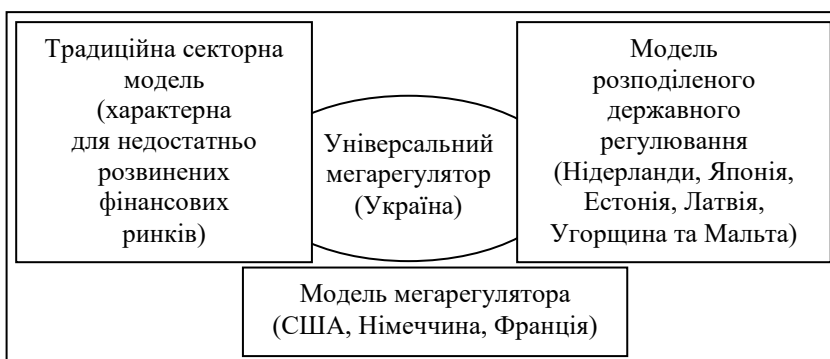 Традиційна секторна
модель
(характерна
для недостатньо
розвинених
фінансових
ринків)
Універсальний
мегарегулятор
(Україна)
Модель
розподіленого
державного
регулювання
(Нідерланди, Японія,
Естонія, Латвія,
Угорщина та Мальта)
Модель мегарегулятора
(США, Німеччина, Франція)